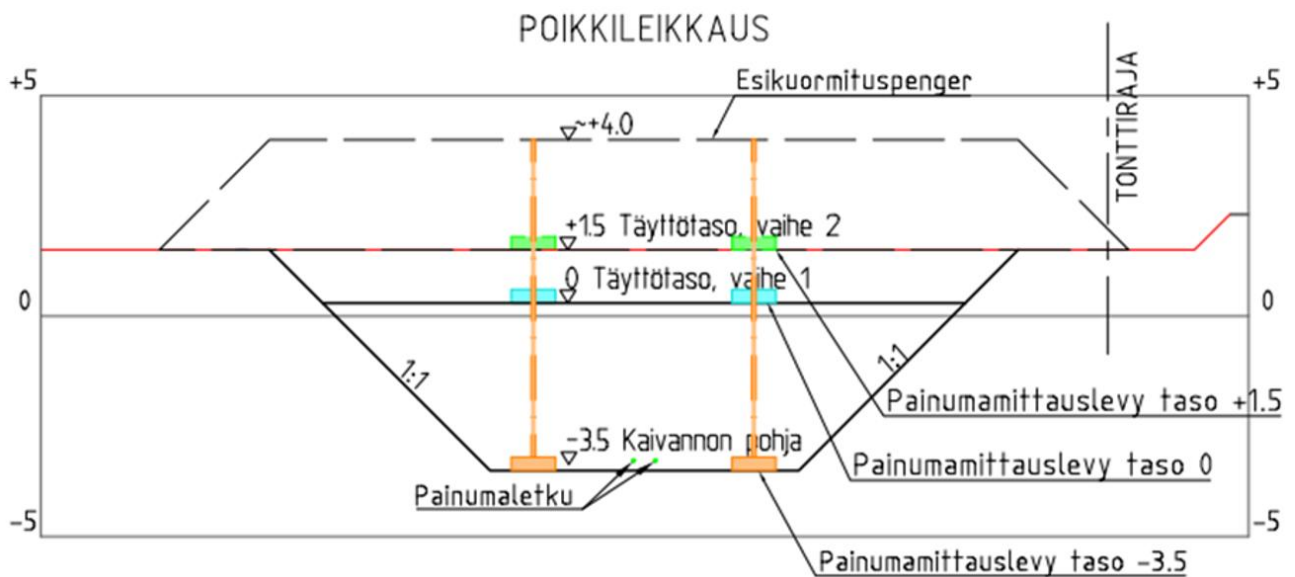 POIKKILEIKKAUS
+5
Esikuormituspenger
+5
~+4.0
TONTTIRAJA
+1.5 Täyttötaso, vaihe 2
0 Täyttötaso, vaihe 1
0
0
1:1
1:1
Painumamittauslevy taso +1.5
-3.5 Kaivannon pohja
Painumamittauslevy taso 0
Painumaletku
-5
-5
Painumamittauslevy taso -3.5